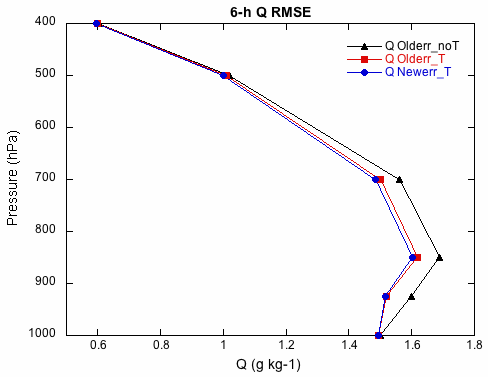 6-h Q RMSE
400
500
600
700
800
900
1000
Pressure (hPa)
Q Olderr_noT
Q Olderr_T
Q Newerr_T
0.6 0.8 1 1.2 1.4 1.6 1.8
Q (g kg-1)